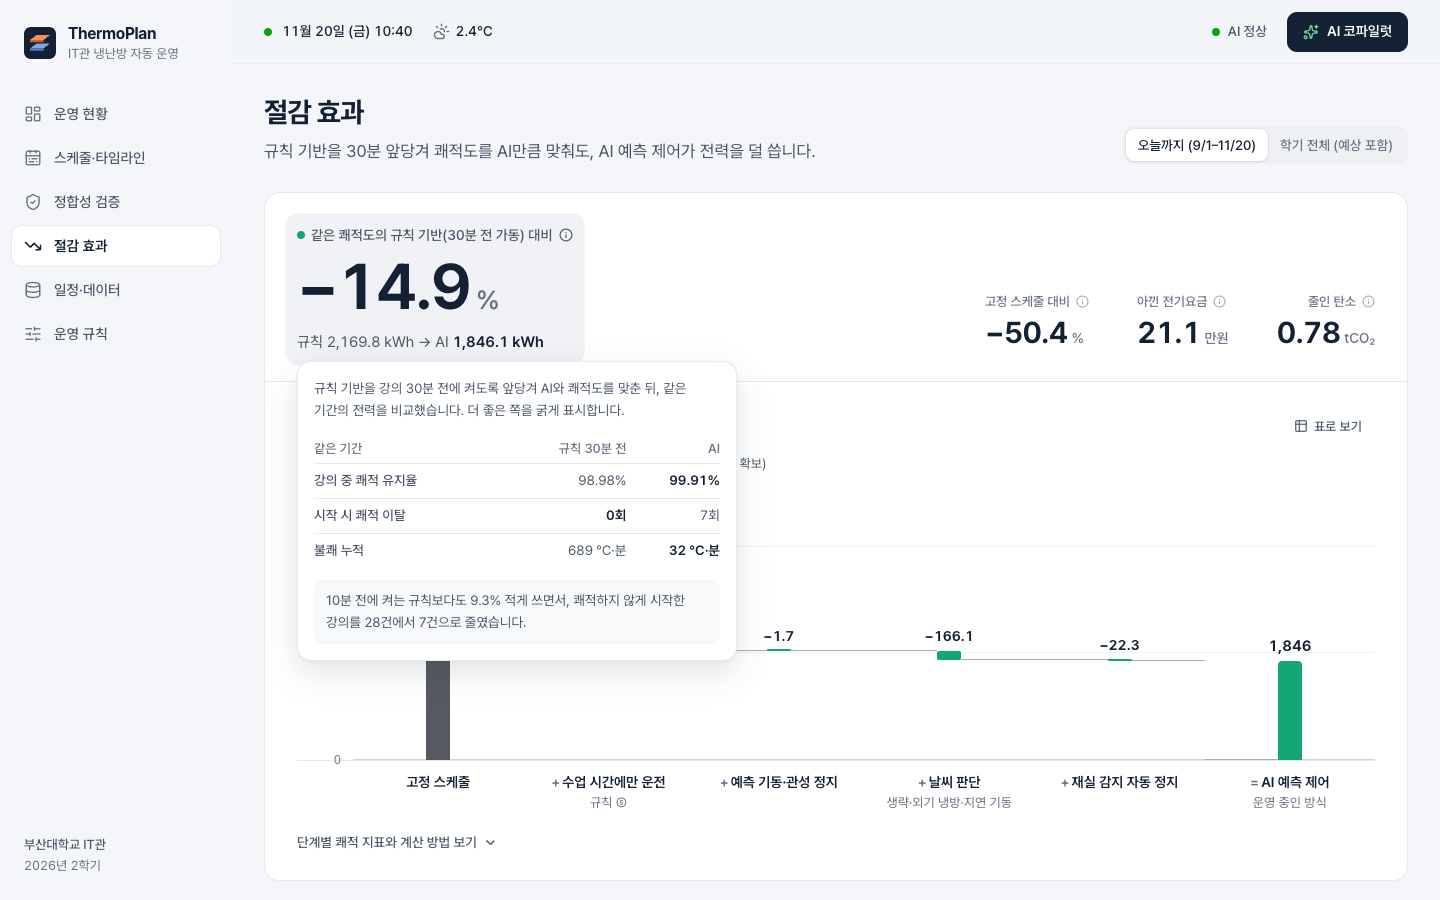 ThermoPlan
IT관 냉난방 자동 운영
운영 현황
스케줄·타임라인
정합성 검증
절감 효과
일정·데이터
운영 규칙
부산대학교 IT관
2026년 2학기
11월 20일 (금) 10:40
2.4°C
AI 정상
AI 코파일럿
절감 효과
규칙 기반을 30분 앞당겨 쾌적도를 AI만큼 맞춰도, AI 예측 제어가 전력을 덜 씁니다.
오늘까지 (9/1–11/20)
학기 전체 (예상 포함)
같은 쾌적도의 규칙 기반(30분 전 가동) 대비
−14.9 %
규칙 2,169.8 kWh → AI 1,846.1 kWh
고정 스케줄 대비
−50.4 %
아낀 전기요금
21.1 만원
줄인 탄소
0.78 tCO₂
규칙 기반을 강의 30분 전에 켜도록 앞당겨 AI와 쾌적도를 맞춘 뒤, 같은
기간의 전력을 비교했습니다. 더 좋은 쪽을 굵게 표시합니다.
같은 기간 규칙 30분 전 AI
강의 중 쾌적 유지율 98.98% 99.91%
시작 시 쾌적 이탈 0회 7회
불쾌 누적 689 °C·분 32 °C·분
10분 전에 켜는 규칙보다도 9.3% 적게 쓰면서, 쾌적하지 않게 시작한
강의를 28건에서 7건으로 줄였습니다.
표로 보기
확보)
−1.7
−166.1
−22.3
1,846
0
고정 스케줄
+ 수업 시간에만 운전
규칙 ⑤
+ 예측 기동·관성 정지
+ 날씨 판단
생략·외기 냉방·지연 기동
+ 재실 감지 자동 정지
= AI 예측 제어
운영 중인 방식
단계별 쾌적 지표와 계산 방법 보기